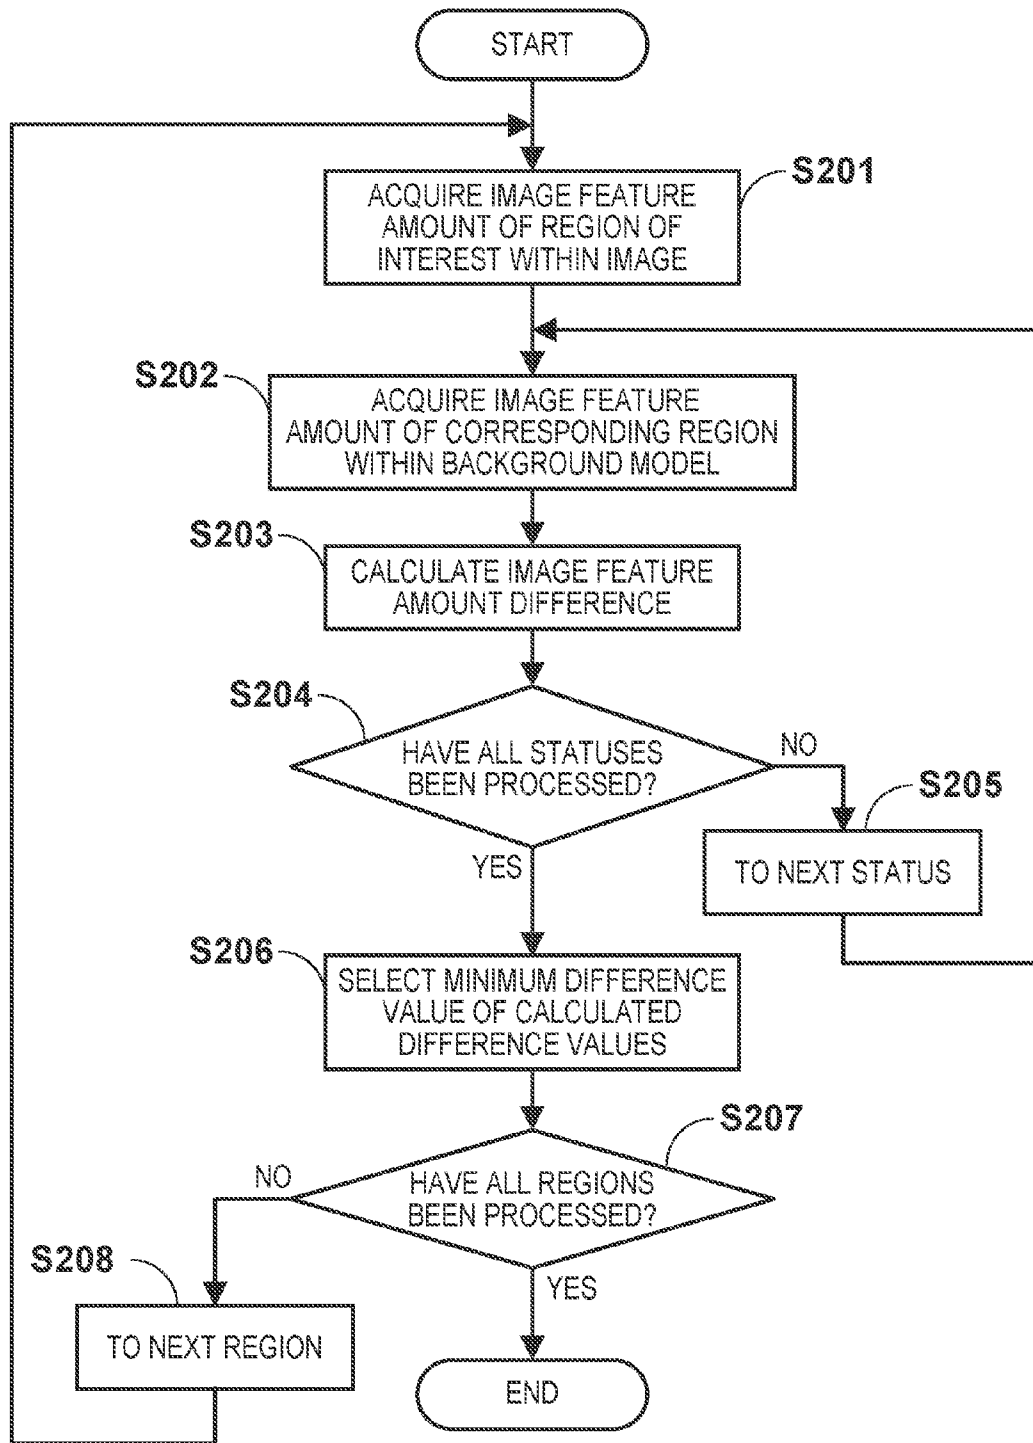 START
S201
ACQUIRE IMAGE FEATURE
AMOUNT OF REGION OF
INTEREST WITHIN IMAGE
S202
ACQUIRE IMAGE FEATURE
AMOUNT OF CORRESPONDING REGION
WITHIN BACKGROUND MODEL
S203
CALCULATE IMAGE FEATURE
AMOUNT DIFFERENCE
S204
HAVE ALL STATUSES
BEEN PROCESSED?
NO
S205
TO NEXT STATUS
YES
S206
SELECT MINIMUM DIFFERENCE
VALUE OF CALCULATED
DIFFERENCE VALUES
S207
HAVE ALL REGIONS
BEEN PROCESSED?
NO
S208
TO NEXT REGION
YES
END